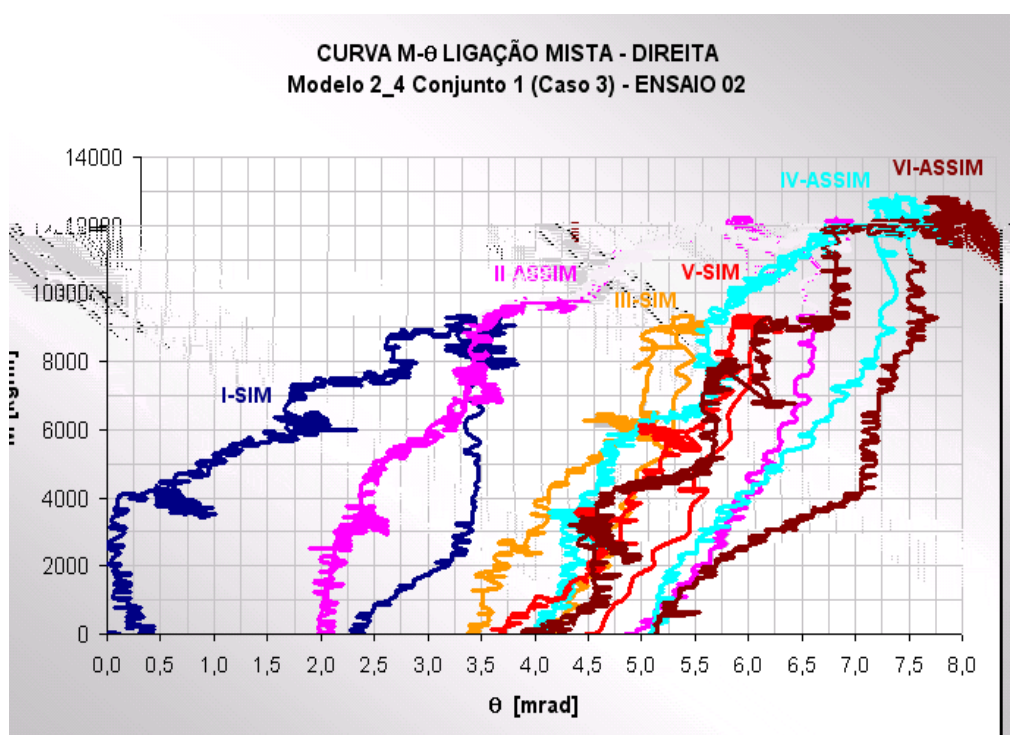 CURVA M-θ LIGAÇÃO MISTA - DIREITA
Modelo 2_4 Conjunto 1 (Caso 3) - ENSAIO 02
14000
VI-ASSIM
IV-ASSIM
12000
II ASSIM
V-SIM
10000
III-SIM
8000
I-SIM
6000
4000
2000
0
0,0 0,5 1,0 1,5 2,0 2,5 3,0 3,5 4,0 4,5 5,0 5,5 6,0 6,5 7,0 7,5 8,0
θ [mrad]